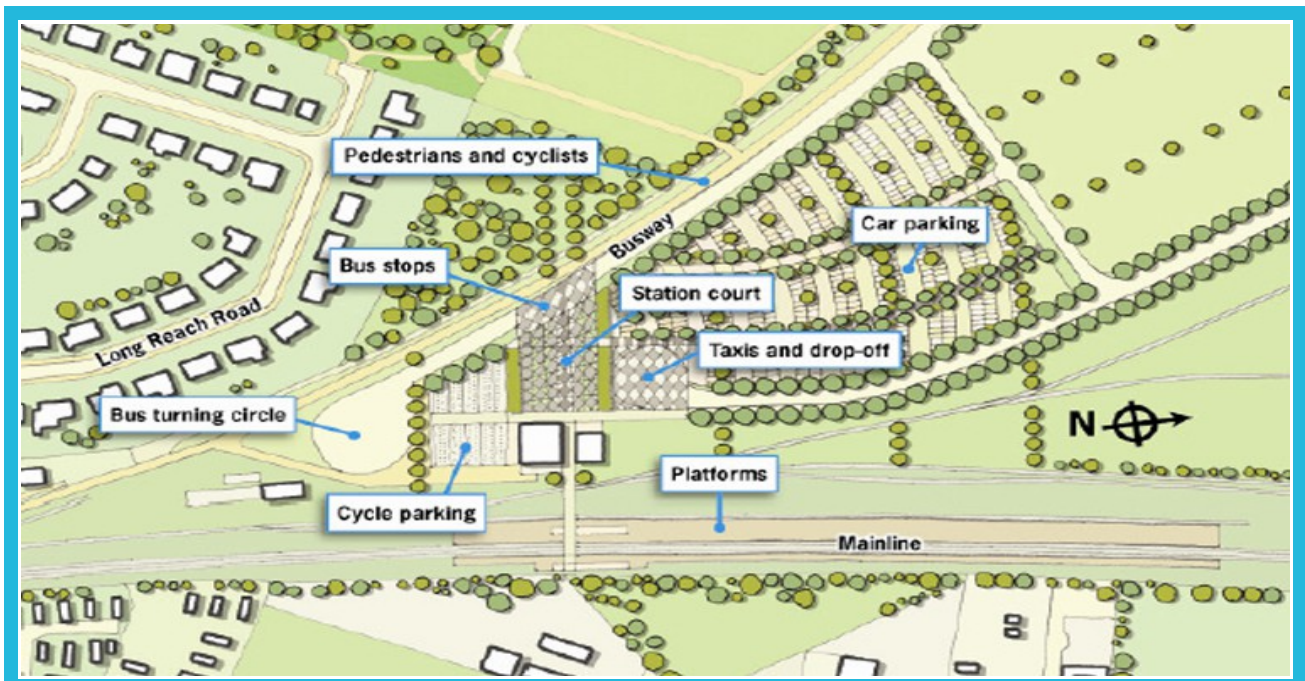 Pedestrians and cyclists
Busway
Car parking
Bus stops
Station court
Long Reach Road
Taxis and drop-off
Bus turning circle
N
Platforms
Cycle parking
Mainline